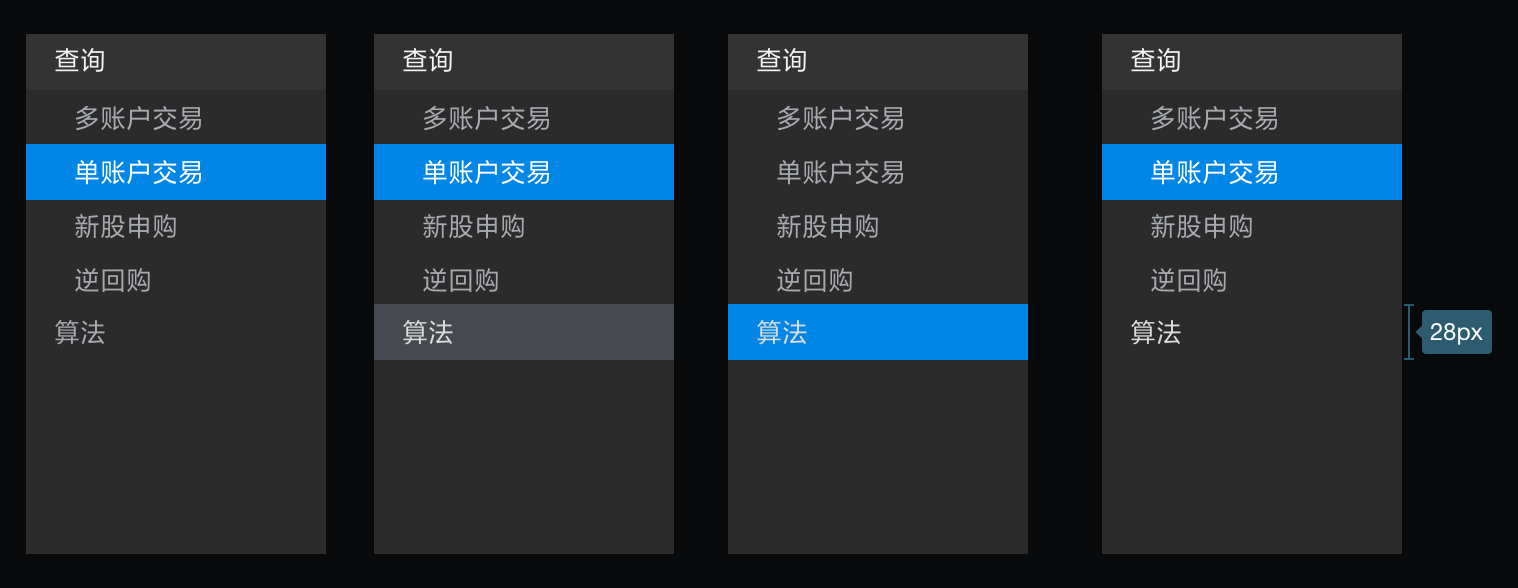 查询
多账户交易
单账户交易
新股申购
逆回购
算法
查询
多账户交易
单账户交易
新股申购
逆回购
算法
查询
多账户交易
单账户交易
新股申购
逆回购
算法
查询
多账户交易
单账户交易
新股申购
逆回购
算法
28px